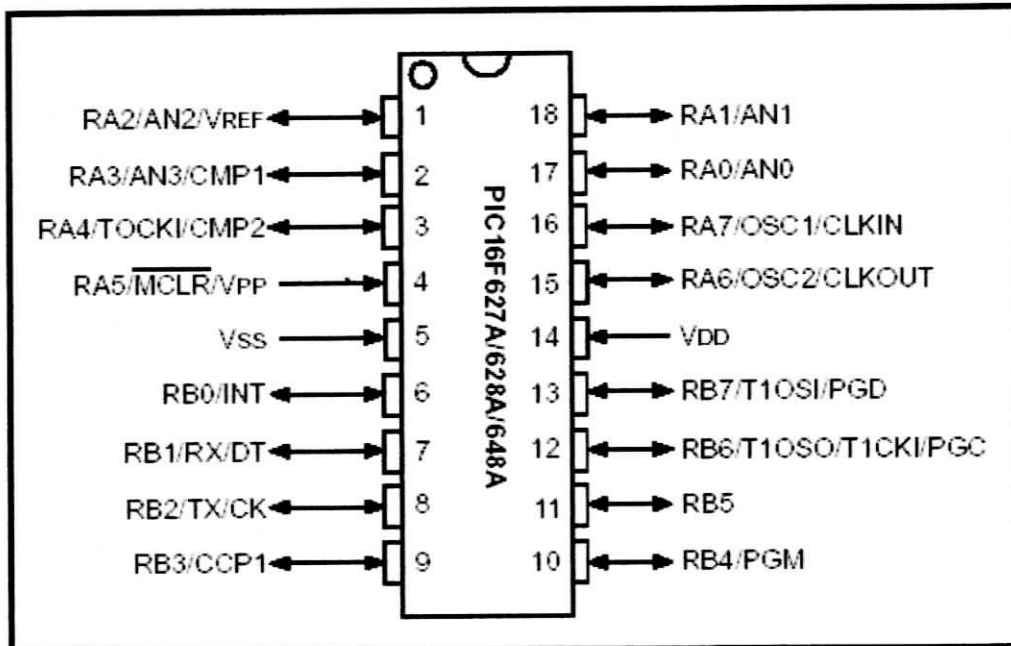 RA2/AN2/VREF
RA3/AN3/CMP1
RA4/TOCKI/CMP2
RA5/MCLR/VPP
VSS
RB0/INT
RB1/RX/DT
RB2/TX/CK
RB3/CCP1
1
2
3
4
5
6
7
8
9
PIC16F627A/628A/648A
18
17
16
15
14
13
12
11
10
RA1/AN1
RA0/AN0
RA7/OSC1/CLKIN
RA6/OSC2/CLKOUT
VDD
RB7/T1OSI/PGD
RB6/T1OSO/T1CKI/PGC
RB5
RB4/PGM